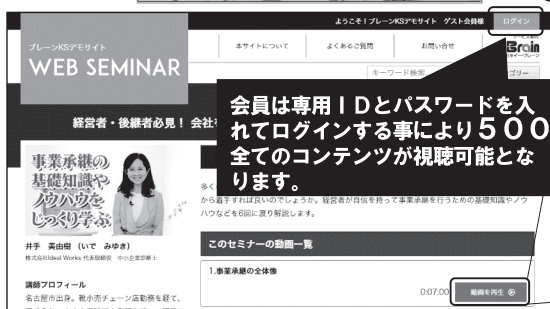 ようこそ！ブレーンKSデモサイト ゲスト会員様
ログイン
ブレーンKSデモサイト
WEB SEMINAR
本サイトについて
よくあるご質問
お問い合せ
Brain
キーワード検索
ゴリー
経営者・後継者必見！ 会社
会員は専用ＩＤとパスワードを入
れてログインする事により５００
全てのコンテンツが視聴可能とな
ります。
事業承継の
基礎知識や
ノウハウを
じっくり学ぶ
から着手すれば良いのでしょうか。経営者が自信を持って事業承継を行うための基礎知識やノウ
ハウなどを6回に渡り解説します。
井手 美由樹（いで みゆき）
株式会社Ideal Works 代表取締役 中小企業診断士
このセミナーの動画一覧
1.事業承継の全体像
0:07:00
動画を再生
講師プロフィール
名古屋市出身。靴小売チェーン店勤務を経て、